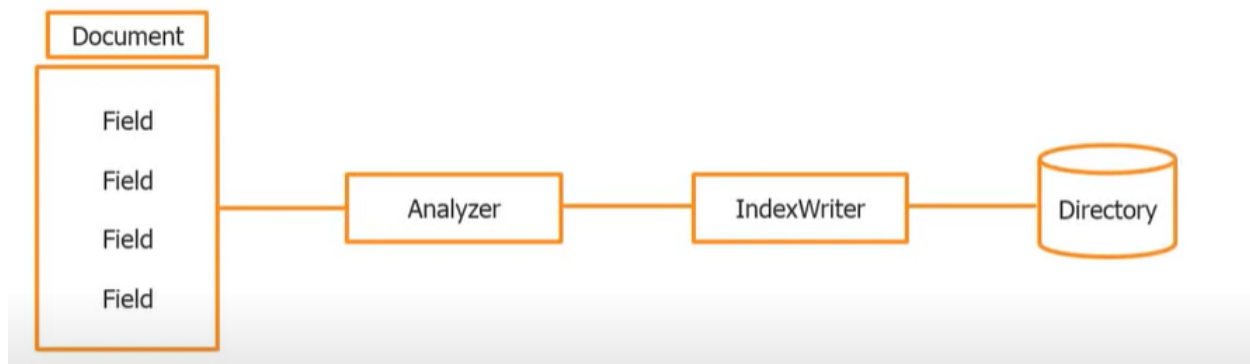 Document
Field
Field
Field
Field
Analyzer
IndexWriter
Directory